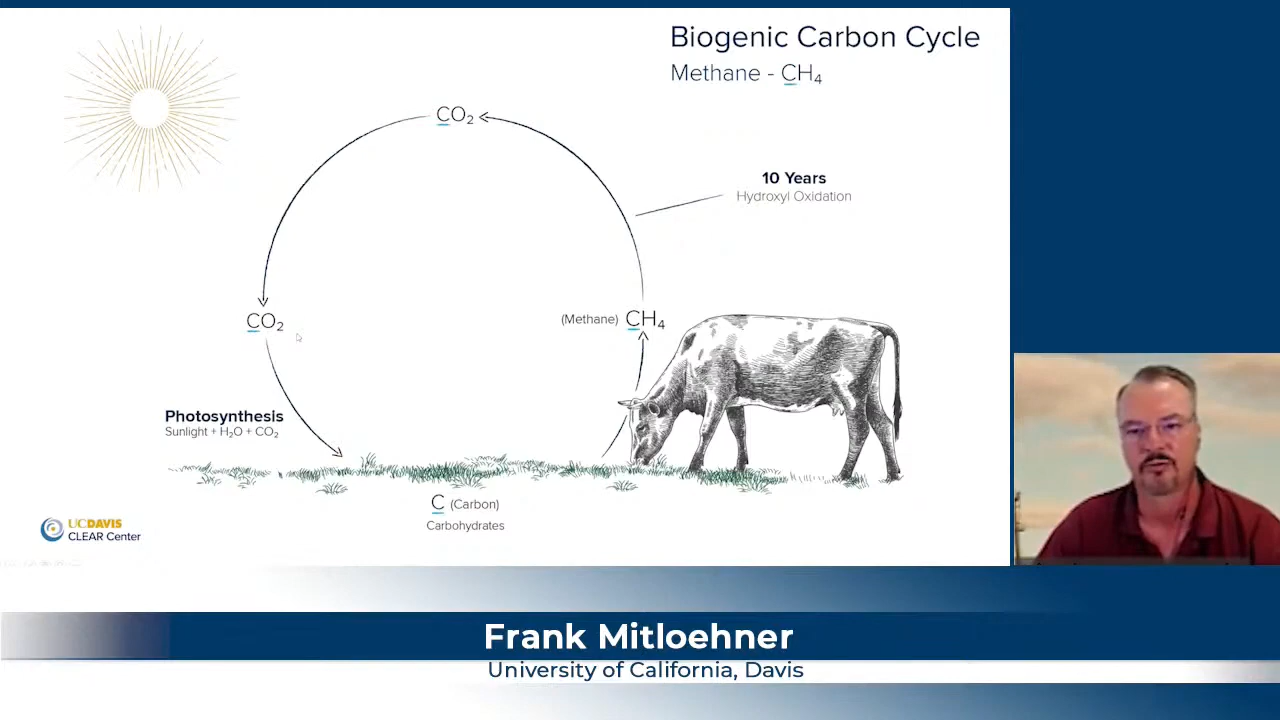 Biogenic Carbon Cycle
Methane - CH₄
CO₂
10 Years
Hydroxyl Oxidation
CO₂
(Methane) CH₄
Photosynthesis
Sunlight + H₂O + CO₂
C (Carbon)
Carbohydrates
UCDAVIS
CLEAR Center
Frank Mitloehner
University of California, Davis